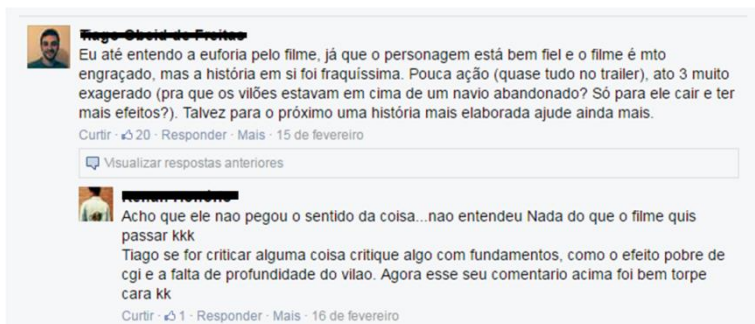 Eu até entendo a euforia pelo filme, já que o personagem está bem fiel e o filme é mto
engraçado, mas a história em si foi fraquíssima. Pouca ação (quase tudo no trailer), ato 3 muito
exagerado (pra que os vilões estavam em cima de um navio abandonado? Só para ele cair e ter
mais efeitos?). Talvez para o próximo uma história mais elaborada ajude ainda mais.
Curtir · 20 · Responder · Mais · 15 de fevereiro
Visualizar respostas anteriores
Acho que ele nao pegou o sentido da coisa...nao entendeu Nada do que o filme quis
passar kkk
Tiago se for criticar alguma coisa critique algo com fundamentos, como o efeito pobre de
cgi e a falta de profundidade do vilao. Agora esse seu comentario acima foi bem torpe
cara kk
Curtir · 1 · Responder · Mais · 16 de fevereiro